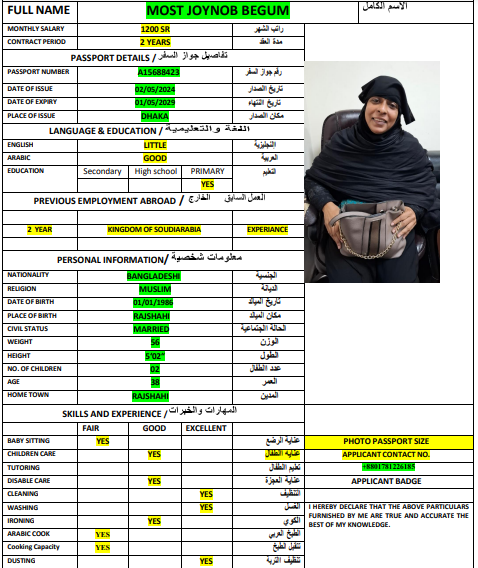 FULL NAME MOST JOYNOB BEGUM الاسم الكامل
MONTHLY SALARY 1200 SR راتب الشهر
CONTRACT PERIOD 2 YEARS مدة العقد
PASSPORT DETAILS / تفاصيل جواز السفر
PASSPORT NUMBER A15688423 رقم جواز السفر
DATE OF ISSUE 02/05/2024 تاريخ الصدار
DATE OF EXPIRY 01/05/2029 تاريخ النتهاء
PLACE OF ISSUE DHAKA مكان الصدار
LANGUAGE & EDUCATION / اللغة والتعليمية
ENGLISH LITTLE النجليزية
ARABIC GOOD العربية
EDUCATION Secondary High school PRIMARY التعليم
YES
PREVIOUS EMPLOYMENT ABROAD / العمل السابق الخارج
2 YEAR KINGDOM OF SOUDIARABIA EXPERIANCE
PERSONAL INFORMATION/ معلومات شخصية
NATIONALITY BANGLADESHI الجنسية
RELIGION MUSLIM الديانة
DATE OF BIRTH 01/01/1986 تاريخ الميلد
PLACE OF BIRTH RAJSHAHI مكان الميلد
CIVIL STATUS MARRIED الحالة الجتماعية
WEIGHT 56 الوزن
HEIGHT 5'02" الطول
NO. OF CHILDREN 02 عدد الطفال
AGE 38 العمر
HOME TOWN RAJSHAHI المدين
SKILLS AND EXPERIENCE / المهارات والخبرات
FAIR GOOD EXCELLENT
BABY SITTING YES عناية الرضع
PHOTO PASSPORT SIZE
CHILDREN CARE YES عناية الطفال
APPLICANT CONTACT NO.
TUTORING تعليم الطفال
+8801781226185
DISABLE CARE YES عناية العجزة
APPLICANT BADGE
CLEANING YES التنظيف
WASHING YES الغسل
IRONING YES الكوي
ARABIC COOK YES الطبخ العربي
Cooking Capacity YES تتقبل الطبخ
DUSTING YES تنظيف التربة
I HEREBY DECLARE THAT THE ABOVE PARTICULARS
FURNISHED BY ME ARE TRUE AND ACCURATE THE
BEST OF MY KNOWLEDGE.